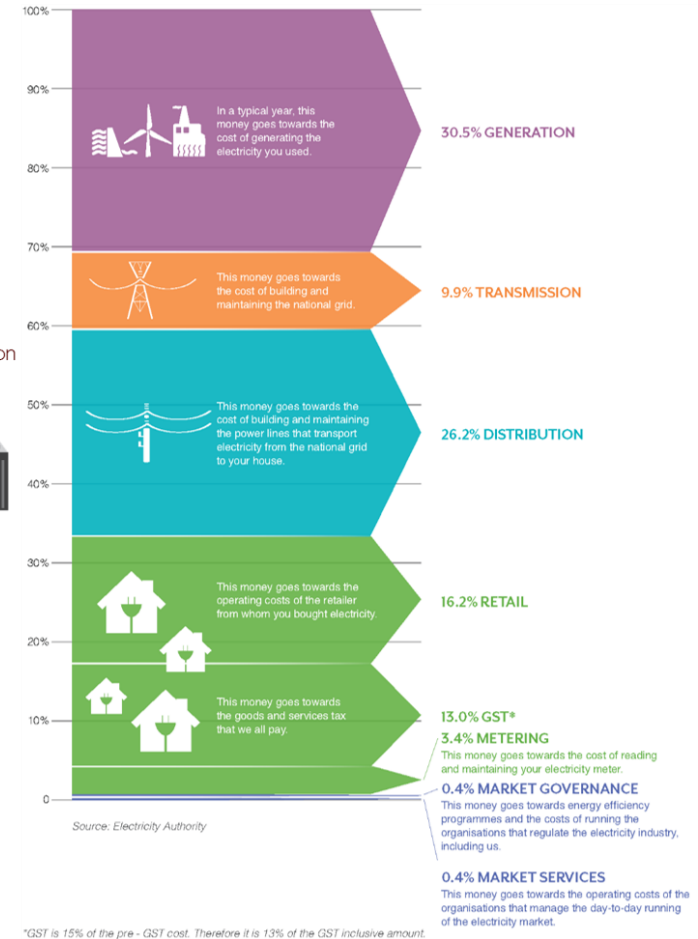 100%
90%
80%
70%
60%
50%
40%
30%
20%
10%
0
on
In a typical year, this
money goes towards the
cost of generating the
electricity you used.
30.5% GENERATION
This money goes towards
the cost of building and
maintaining the national grid.
9.9% TRANSMISSION
This money goes towards the
cost of building and maintaining
the power lines that transport
electricity from the national grid
to your house.
26.2% DISTRIBUTION
This money goes towards the
operating costs of the retailer
from whom you bought electricity.
16.2% RETAIL
This money goes towards
the goods and services tax
that we all pay.
13.0% GST*
3.4% METERING
This money goes towards the cost of reading
and maintaining your electricity meter.
0.4% MARKET GOVERNANCE
This money goes towards energy efficiency
programmes and the costs of running the
organisations that regulate the electricity industry,
including us.
0.4% MARKET SERVICES
This money goes towards the operating costs of the
organisations that manage the day-to-day running
of the electricity market.
Source: Electricity Authority
*GST is 15% of the pre - GST cost. Therefore it is 13% of the GST inclusive amount.